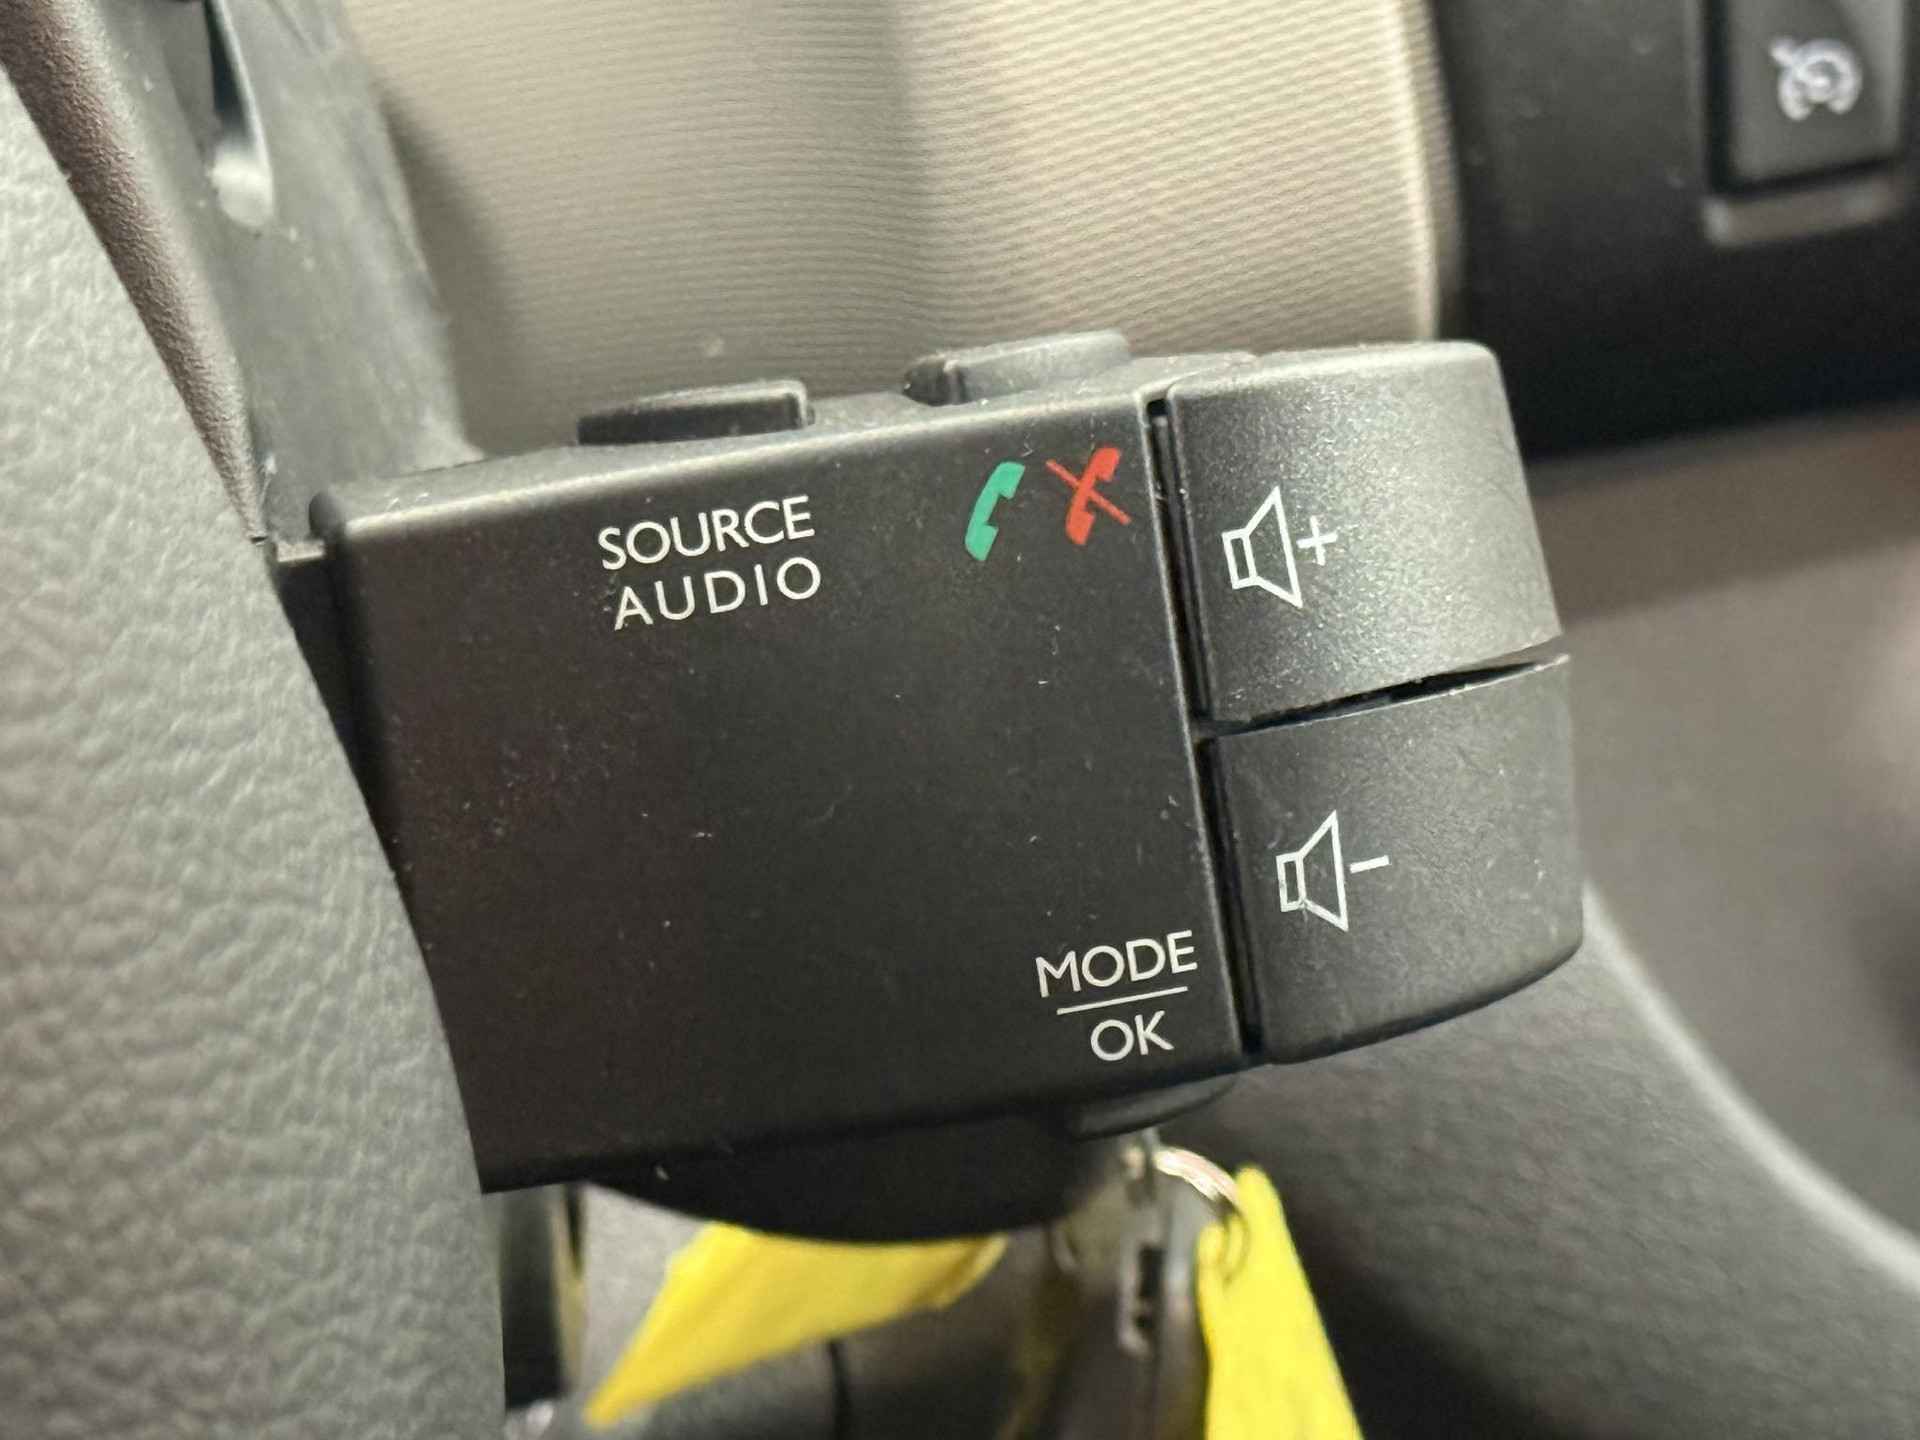 SOURCE
AUDIO
+
-
MODE
OK